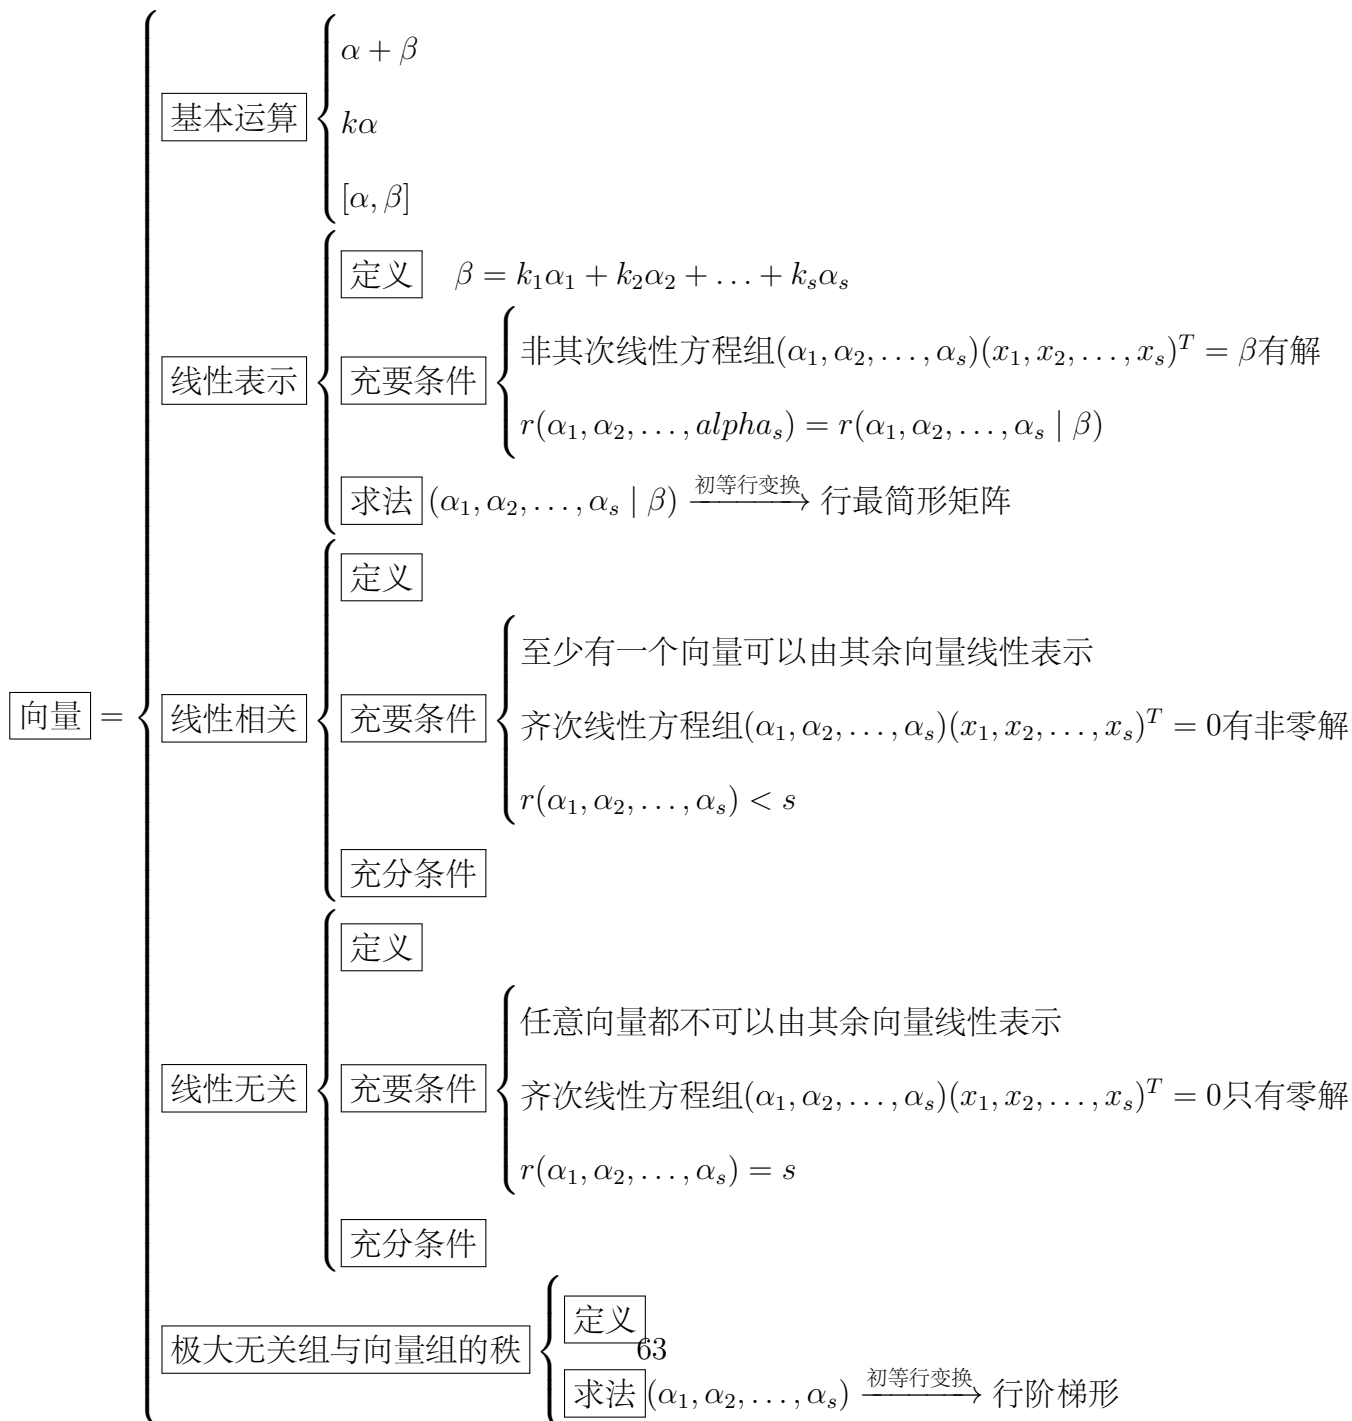 基本运算
α + β
kα
[α, β]
线性表示
定义 β = k₁α₁ + k₂α₂ + . . . + kₛαₛ
充要条件
非其次线性方程组(α₁, α₂, . . . , αₛ)(x₁, x₂, . . . , xₛ)ᵀ = β有解
r(α₁, α₂, . . . , alphaₛ) = r(α₁, α₂, . . . , αₛ | β)
求法 (α₁, α₂, . . . , αₛ | β) 初等行变换 → 行最简形矩阵
向量 =
线性相关
定义
充要条件
至少有一个向量可以由其余向量线性表示
齐次线性方程组(α₁, α₂, . . . , αₛ)(x₁, x₂, . . . , xₛ)ᵀ = 0有非零解
r(α₁, α₂, . . . , αₛ) < s
充分条件
线性无关
定义
充要条件
任意向量都不可以由其余向量线性表示
齐次线性方程组(α₁, α₂, . . . , αₛ)(x₁, x₂, . . . , xₛ)ᵀ = 0只有零解
r(α₁, α₂, . . . , αₛ) = s
充分条件
极大无关组与向量组的秩
定义
63
求法 (α₁, α₂, . . . , αₛ) 初等行变换 → 行阶梯形